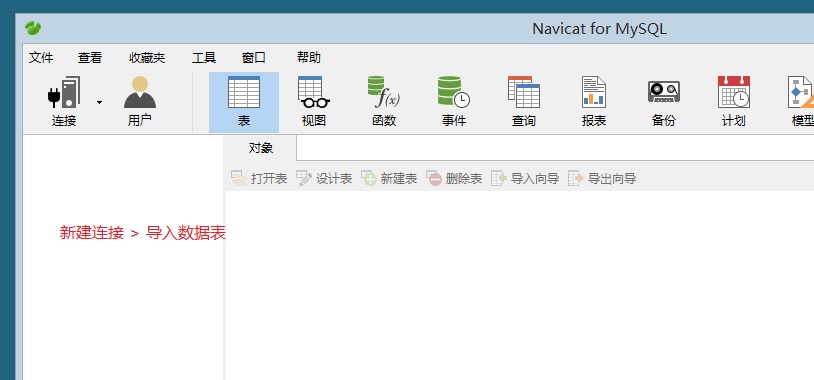 Navicat for MySQL
文件 查看 收藏夹 工具 窗口 帮助
连接 用户 表 视图 f(x) 函数 事件 查询 报表 备份 计划 模型
对象
打开表 设计表 新建表 删除表 导入向导 导出向导
新建连接 > 导入数据表